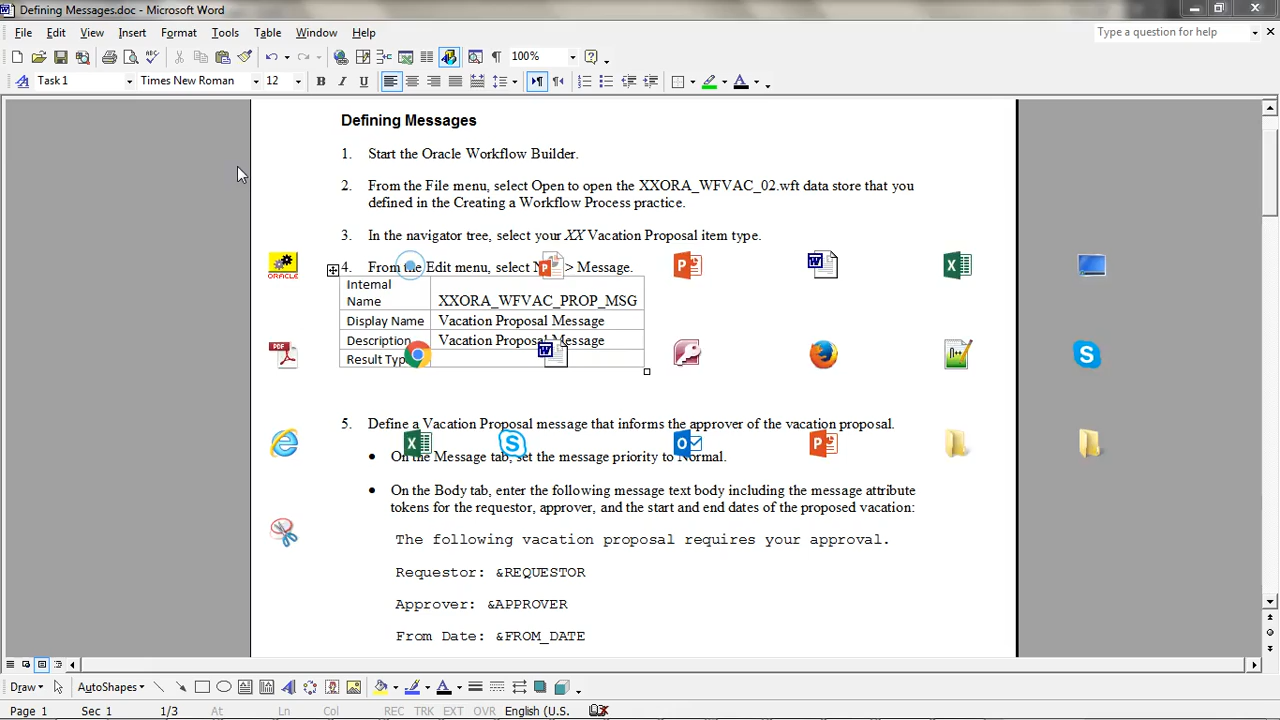 Defining Messages.doc - Microsoft Word
File Edit View Insert Format Tools Table Window Help
Type a question for help
100%
Task 1 Times New Roman 12
Defining Messages
1. Start the Oracle Workflow Builder.
2. From the File menu, select Open to open the XXORA_WFVAC_02.wft data store that you
defined in the Creating a Workflow Process practice.
3. In the navigator tree, select your XX Vacation Proposal item type.
4. From the Edit menu, select > Message.
ORACLE
Internal
Name XXORA_WFVAC_PROP_MSG
Display Name Vacation Proposal Message
Description Vacation Proposal Message
Result Typ
PDF
5. Define a Vacation Proposal message that informs the approver of the vacation proposal.
• On the Message tab, set the message priority to Normal.
• On the Body tab, enter the following message text body including the message attribute
tokens for the requestor, approver, and the start and end dates of the proposed vacation:
The following vacation proposal requires your approval.
Requestor: &REQUESTOR
Approver: &APPROVER
From Date: &FROM_DATE
Draw AutoShapes
Page 1 Sec 1 1/3 At Ln Col REC TRK EXT OVR English (U.S.